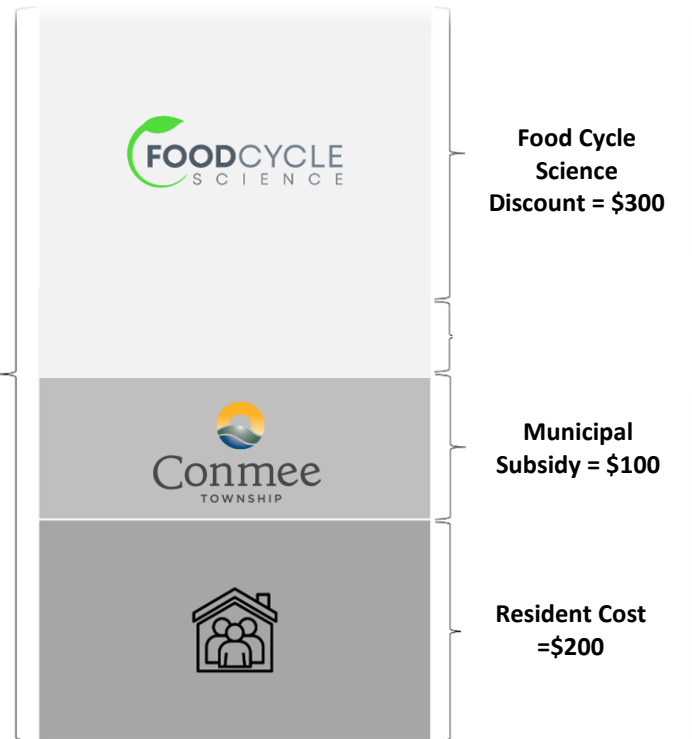 FOODCYCLE
SCIENCE
Food Cycle
Science
Discount = $300
Conmee
TOWNSHIP
Municipal
Subsidy = $100
Resident Cost
=$200